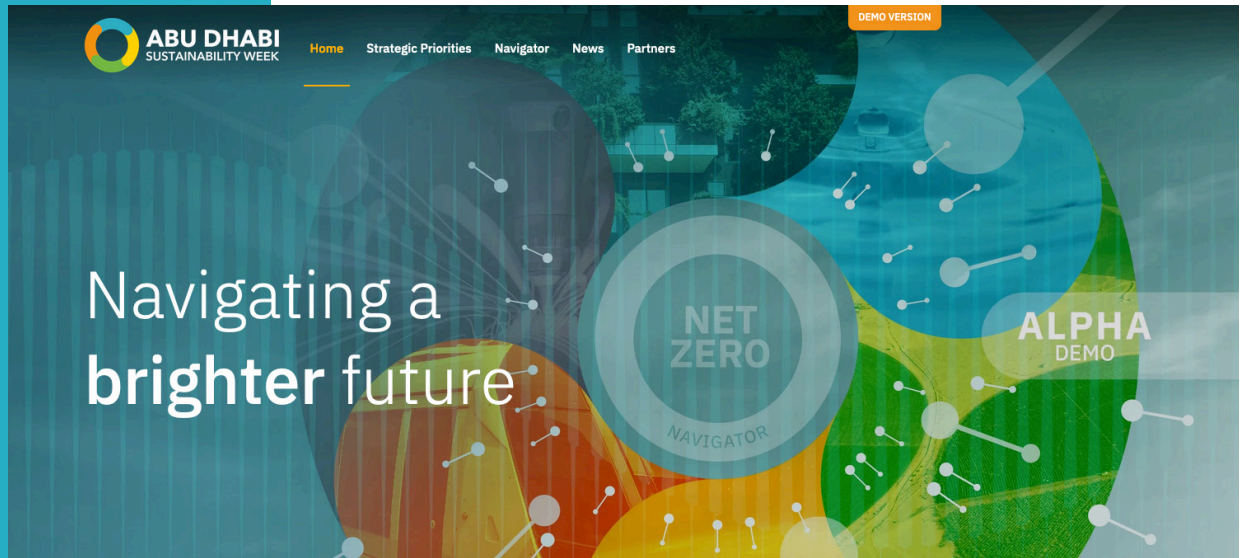 DEMO VERSION
ABU DHABI
SUSTAINABILITY WEEK
Home Strategic Priorities Navigator News Partners
Navigating a
brighter future
NET
ZERO
NAVIGATOR
ALPHA
DEMO